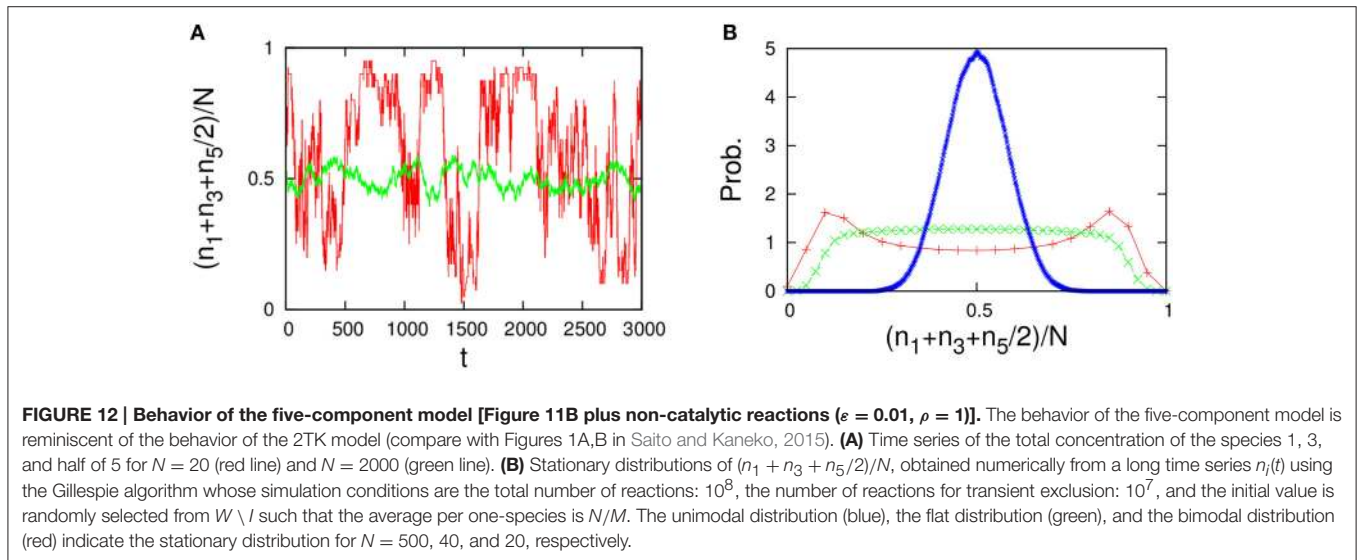 A
(n1+n3+n5/2)/N
1
0.5
0
0 500 1000 1500 2000 2500 3000
t
B
Prob.
5
4
3
2
1
0
0 0.5 1
(n1+n3+n5/2)/N
FIGURE 12 | Behavior of the five-component model [Figure 11B plus non-catalytic reactions (ε = 0.01, ρ = 1)]. The behavior of the five-component model is
reminiscent of the behavior of the 2TK model (compare with Figures 1A,B in Saito and Kaneko, 2015). (A) Time series of the total concentration of the species 1, 3,
and half of 5 for N = 20 (red line) and N = 2000 (green line). (B) Stationary distributions of (n1 + n3 + n5/2)/N, obtained numerically from a long time series ni(t) using
the Gillespie algorithm whose simulation conditions are the total number of reactions: 10^8, the number of reactions for transient exclusion: 10^7, and the initial value is
randomly selected from W \ I such that the average per one-species is N/M. The unimodal distribution (blue), the flat distribution (green), and the bimodal distribution
(red) indicate the stationary distribution for N = 500, 40, and 20, respectively.